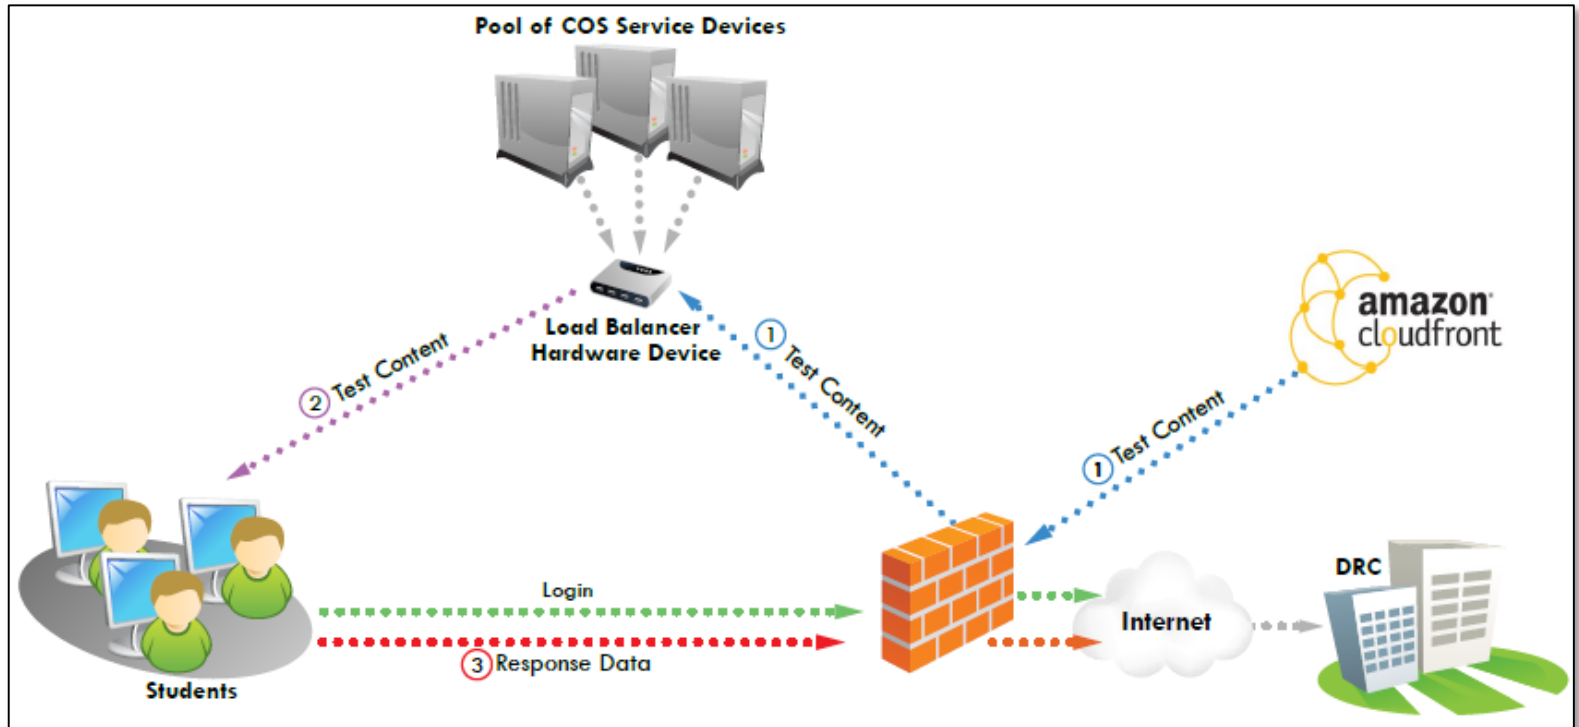 Pool of COS Service Devices
Load Balancer
Hardware Device
1 Test Content
2 Test Content
amazon
cloudfront
1 Test Content
DRC
Login
Internet
3 Response Data
Students